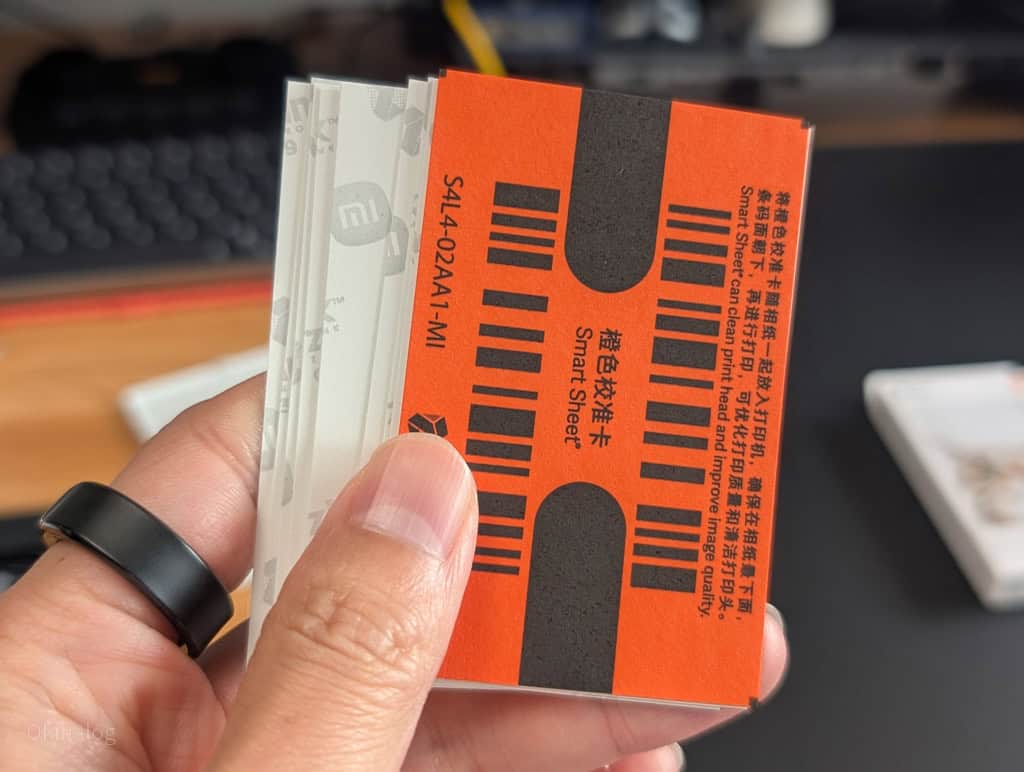 将橙色校准卡随相纸一起放入打印机，确保在相纸最下面，
条码面朝下，再进行打印，可优化打印质量和清洁打印头。
Smart Sheet® can clean print head and improve image quality.
橙色校准卡
Smart Sheet®
S4L4-02AA1-MI